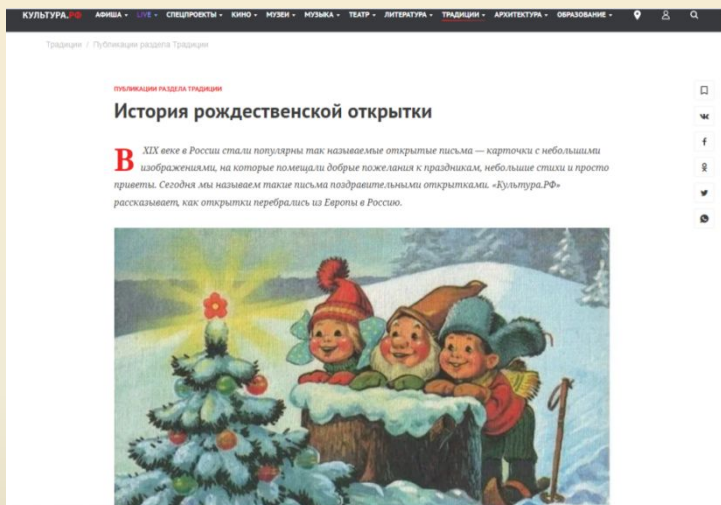 КУЛЬТУРА.РФ АФИША LIVE СПЕЦПРОЕКТЫ КИНО МУЗЕИ МУЗЫКА ТЕАТР ЛИТЕРАТУРА ТРАДИЦИИ АРХИТЕКТУРА ОБРАЗОВАНИЕ
Традиции / Публикации раздела Традиции
ПУБЛИКАЦИИ РАЗДЕЛА ТРАДИЦИИ
История рождественской открытки
В XIX веке в России стали популярны так называемые открытые письма — карточки с небольшими
изображениями, на которые помещали добрые пожелания к праздникам, небольшие стихи и просто
приветы. Сегодня мы называем такие письма поздравительными открытками. «Культура.РФ»
рассказывает, как открытки перебрались из Европы в Россию.